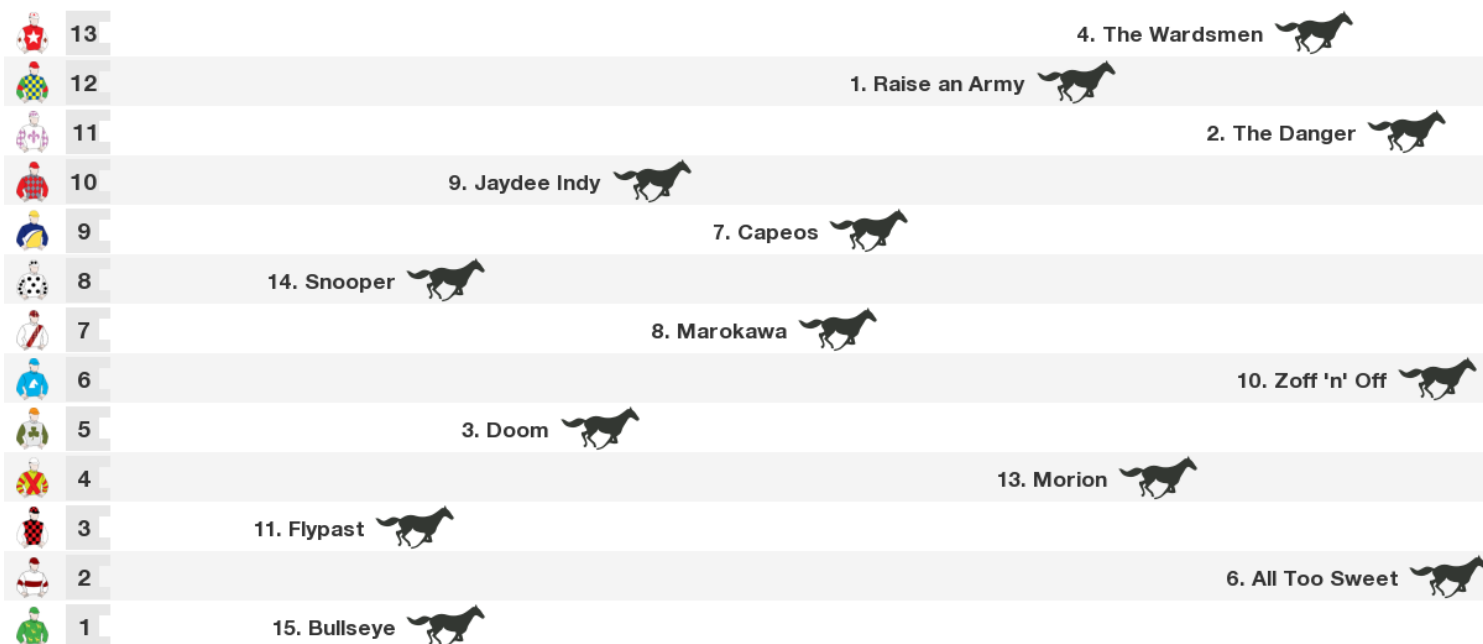 13 4. The Wardsmen
12 1. Raise an Army
11 2. The Danger
10 9. Jaydee Indy
9 7. Capeos
8 14. Snooper
7 8. Marokawa
6 10. Zoff 'n' Off
5 3. Doom
4 13. Morion
3 11. Flypast
2 6. All Too Sweet
1 15. Bullseye